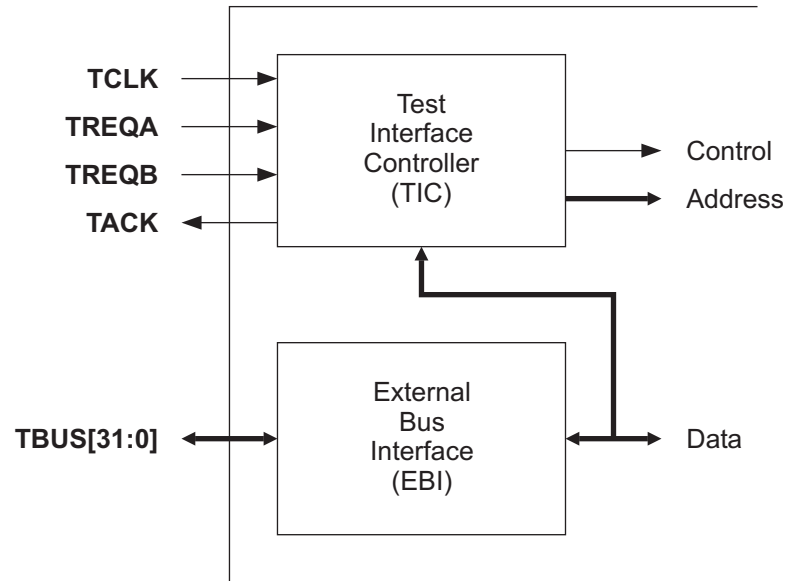 TCLK
TREQA
TREQB
TACK
Test
Interface
Controller
(TIC)
Control
Address
TBUS[31:0]
External
Bus
Interface
(EBI)
Data